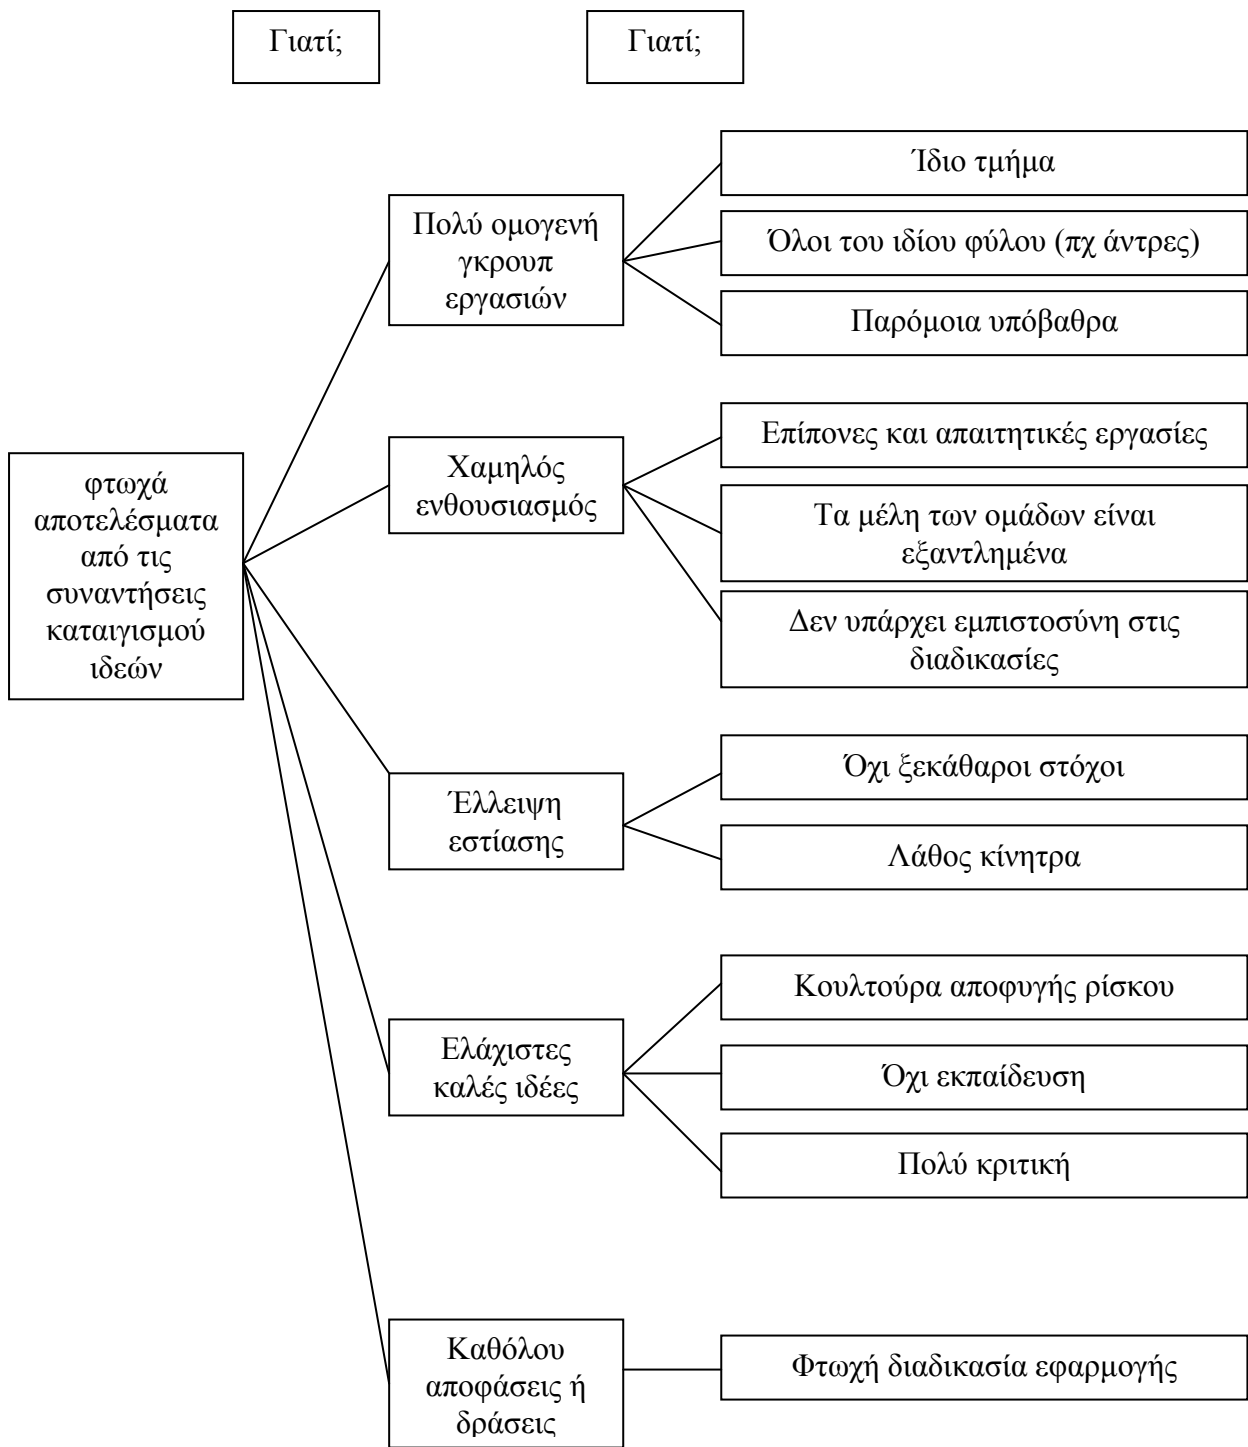 Γιατί;
Γιατί;
φτωχά
αποτελέσματα
από τις
συναντήσεις
καταιγισμού
ιδεών
Πολύ ομογενή
γκρουπ
εργασιών
Ίδιο τμήμα
Όλοι του ιδίου φύλου (πχ άντρες)
Παρόμοια υπόβαθρα
Χαμηλός
ενθουσιασμός
Επίπονες και απαιτητικές εργασίες
Τα μέλη των ομάδων είναι
εξαντλημένα
Δεν υπάρχει εμπιστοσύνη στις
διαδικασίες
Έλλειψη
εστίασης
Όχι ξεκάθαροι στόχοι
Λάθος κίνητρα
Ελάχιστες
καλές ιδέες
Κουλτούρα αποφυγής ρίσκου
Όχι εκπαίδευση
Πολύ κριτική
Καθόλου
αποφάσεις ή
δράσεις
Φτωχή διαδικασία εφαρμογής